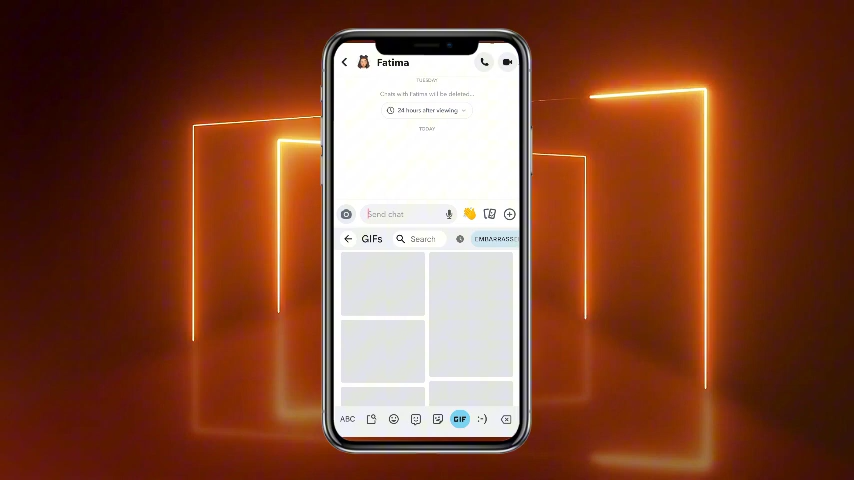 Fatima
TUESDAY
Chats with Fatima will be deleted...
24 hours after viewing
TODAY
Send chat
GIFs
Search
EMBARRASSE
ABC
GIF
:-)